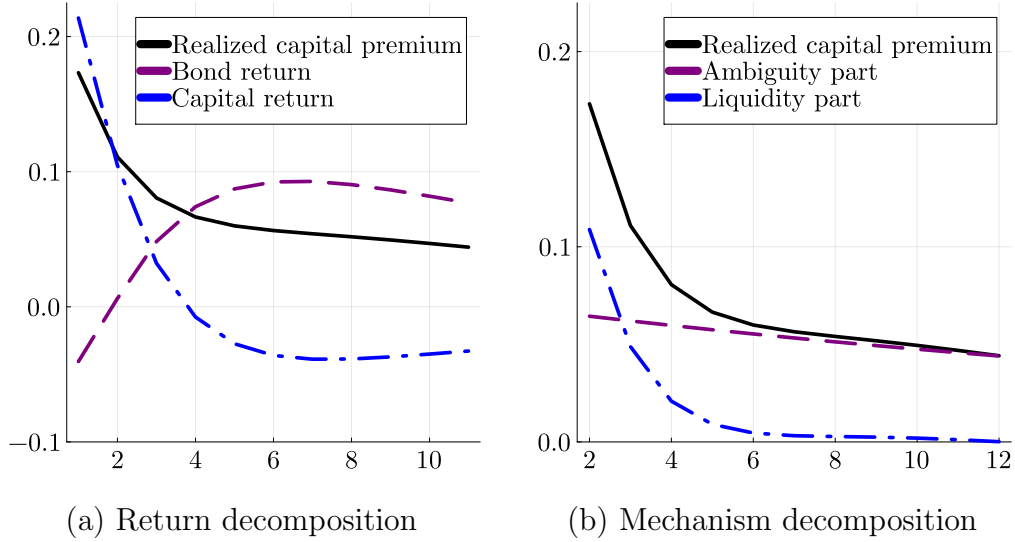 0.2
0.1
0.0
−0.1
2 4 6 8 10
Realized capital premium
Bond return
Capital return
(a) Return decomposition
0.2
0.1
0.0
2 4 6 8 10 12
Realized capital premium
Ambiguity part
Liquidity part
(b) Mechanism decomposition